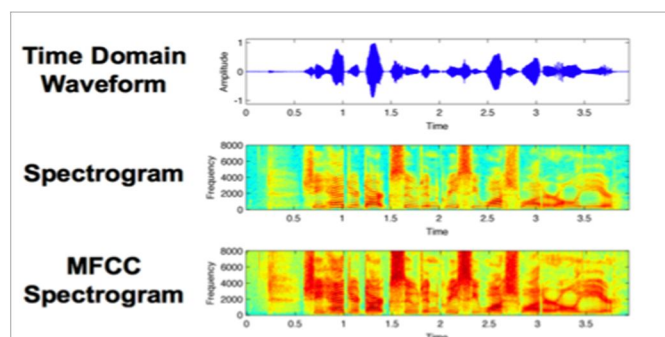 Time Domain
Waveform
Amplitude
1
0
-1
0 0.5 1 1.5 2 2.5 3 3.5
Time
Spectrogram
Frequency
8000
6000
4000
2000
0
0.5 1 1.5 2 2.5 3 3.5
Time
MFCC
Spectrogram
Frequency
8000
6000
4000
2000
0
0.5 1 1.5 2 2.5 3 3.5
Time